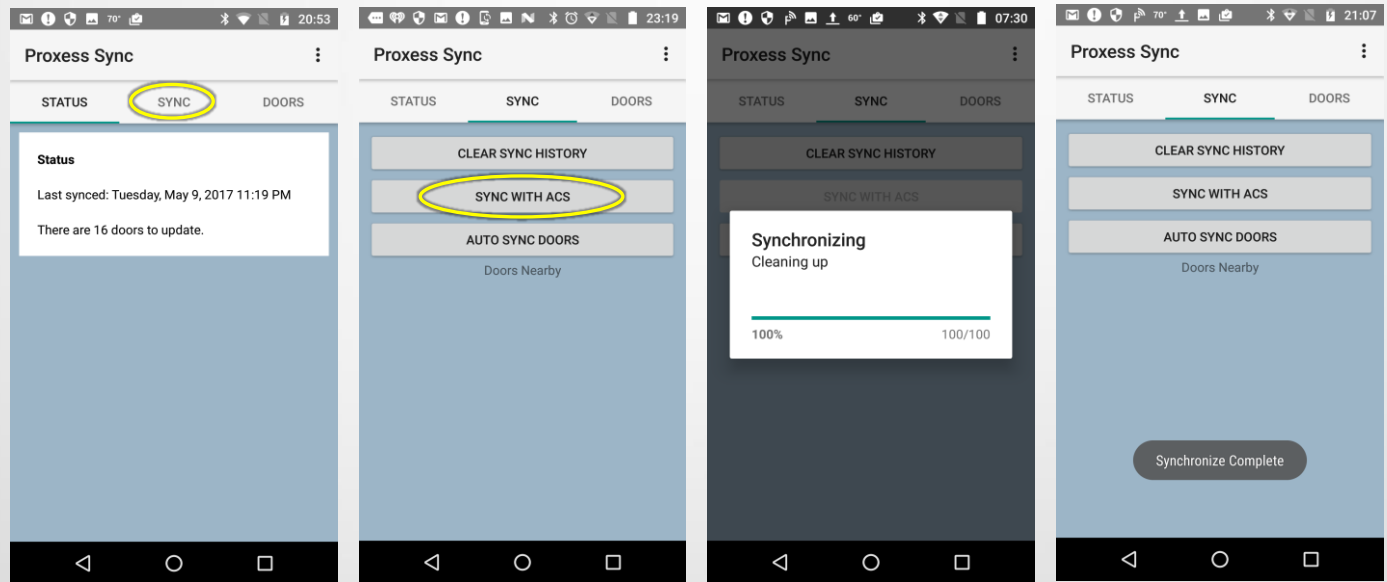 70° 20:53
Proxess Sync
STATUS SYNC DOORS
Status
Last synced: Tuesday, May 9, 2017 11:19 PM
There are 16 doors to update.
23:19
Proxess Sync
STATUS SYNC DOORS
CLEAR SYNC HISTORY
SYNC WITH ACS
AUTO SYNC DOORS
Doors Nearby
60° 07:30
Proxess Sync
STATUS SYNC DOORS
CLEAR SYNC HISTORY
SYNC WITH ACS
Synchronizing
Cleaning up
100% 100/100
70° 21:07
Proxess Sync
STATUS SYNC DOORS
CLEAR SYNC HISTORY
SYNC WITH ACS
AUTO SYNC DOORS
Doors Nearby
Synchronize Complete